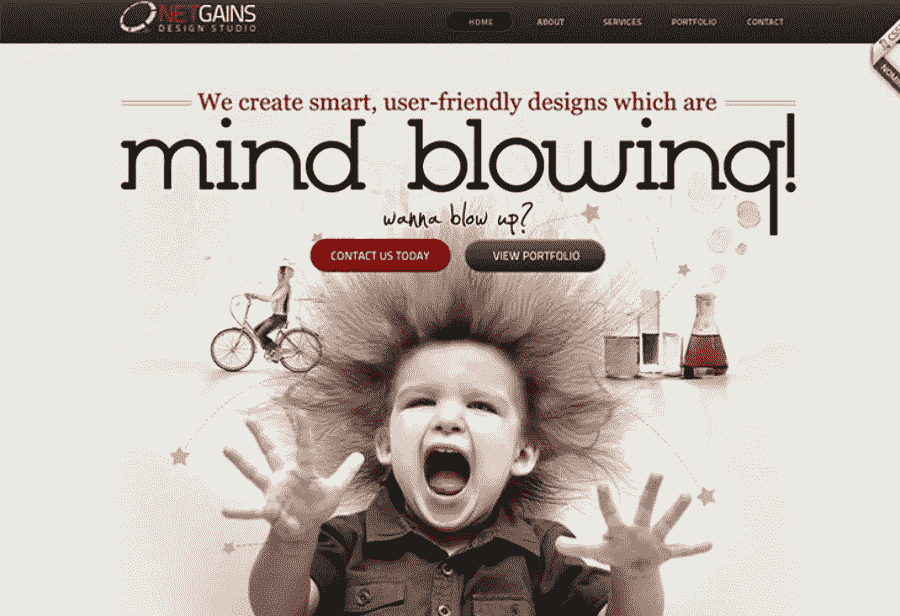 NETGAINS
DESIGN STUDIO
HOME ABOUT SERVICES PORTFOLIO CONTACT
We create smart, user-friendly designs which are
mind blowing!
wanna blow up?
CONTACT US TODAY VIEW PORTFOLIO